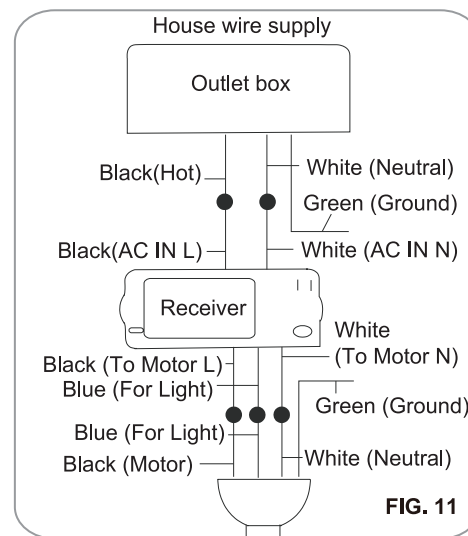 House wire supply
Outlet box
Black(Hot)
White (Neutral)
Green (Ground)
Black(AC IN L)
White (AC IN N)
Receiver
White
(To Motor N)
Black (To Motor L)
Blue (For Light)
Green (Ground)
Blue (For Light)
Black (Motor)
White (Neutral)
FIG. 11